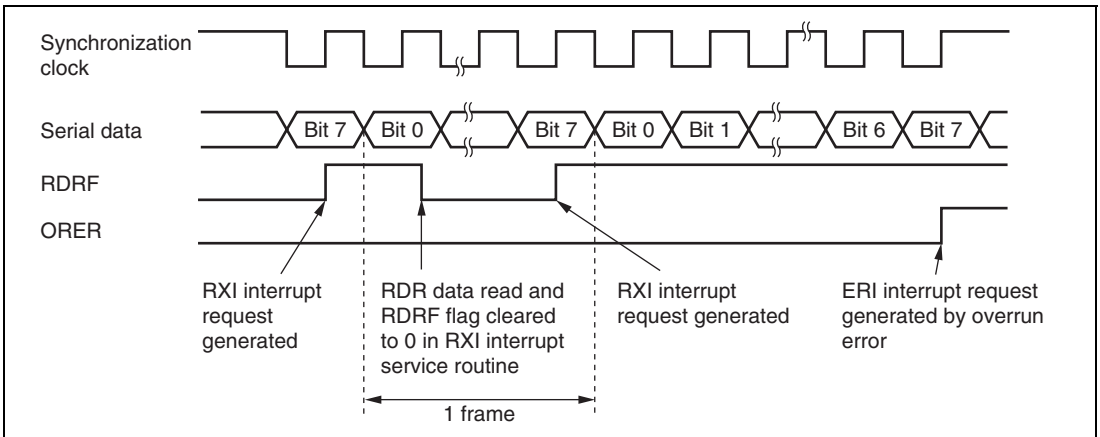 Synchronization
clock
Serial data
Bit 7 Bit 0 Bit 7 Bit 0 Bit 1 Bit 6 Bit 7
RDRF
ORER
RXI interrupt
request
generated
RDR data read and
RDRF flag cleared
to 0 in RXI interrupt
service routine
RXI interrupt
request generated
ERI interrupt request
generated by overrun
error
1 frame